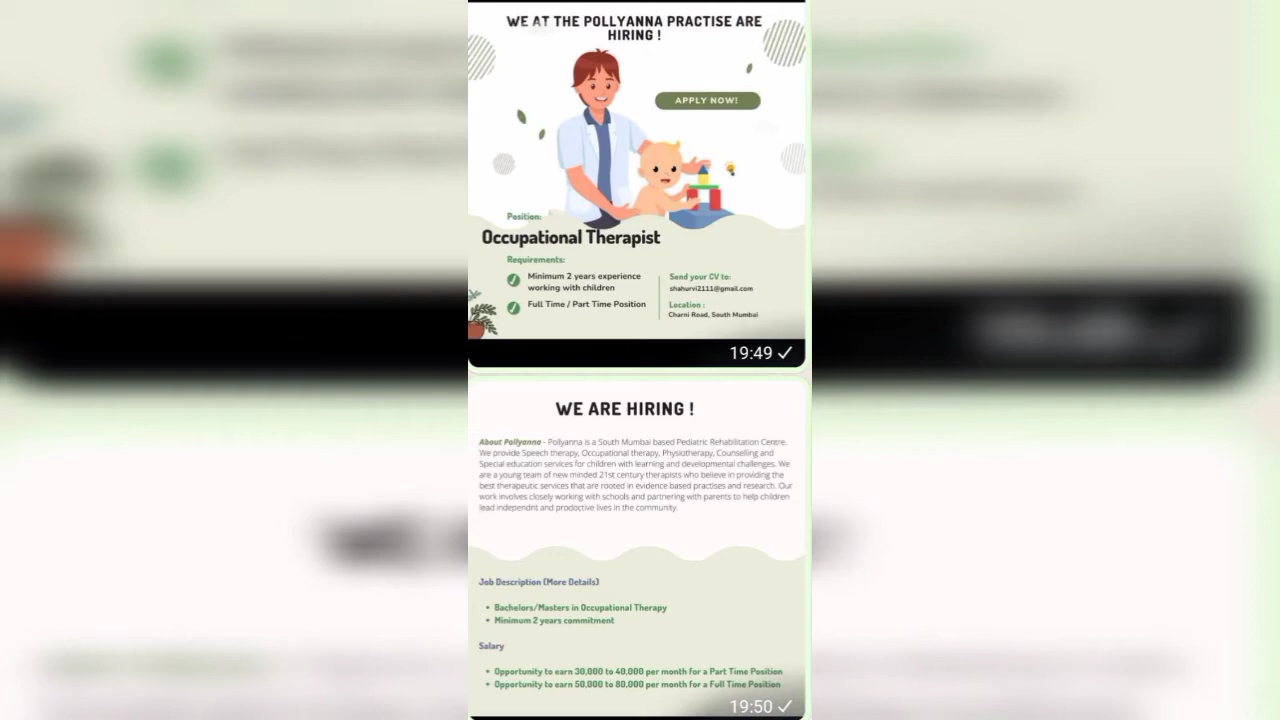 WE AT THE POLLYANNA PRACTISE ARE
HIRING !
APPLY NOW!
Position:
Occupational Therapist
Requirements:
Minimum 2 years experience
working with children
Full Time / Part Time Position
Send your CV to:
shahurvi2111@gmail.com
Location :
Charni Road, South Mumbai
19:49
WE ARE HIRING !
About Pollyanna - Pollyanna is a South Mumbai based Pediatric Rehabilitation Centre.
We provide Speech therapy, Occupational therapy, Physiotherapy, Counselling and
Special education services for children with learning and developmental challenges. We
are a young team of new minded 21st century therapists who believe in providing the
best therapeutic services that are rooted in evidence based practises and research. Our
work involves closely working with schools and partnering with parents to help children
lead independnt and prodoctive lives in the community.
Job Description (More Details)
• Bachelors/Masters in Occupational Therapy
• Minimum 2 years commitment
Salary
• Opportunity to earn 30,000 to 40,000 per month for a Part Time Position
• Opportunity to earn 50,000 to 80,000 per month for a Full Time Position
19:50